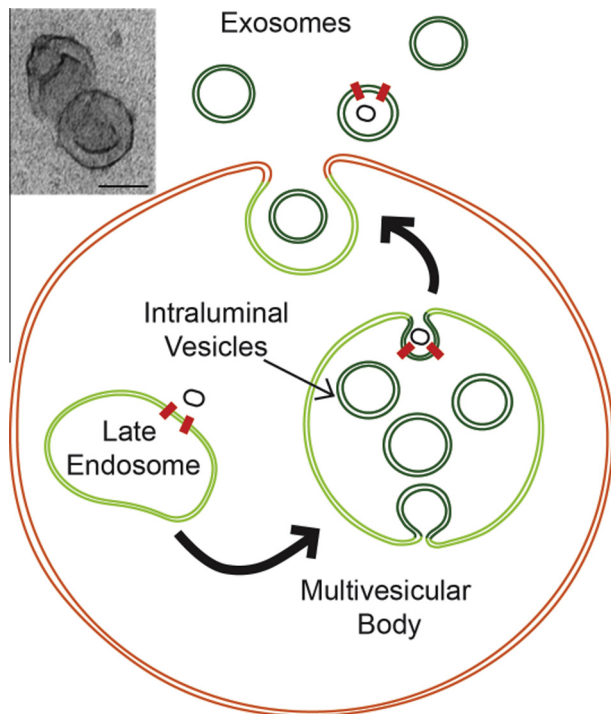 Exosomes
Intraluminal
Vesicles
Late
Endosome
Multivesicular
Body